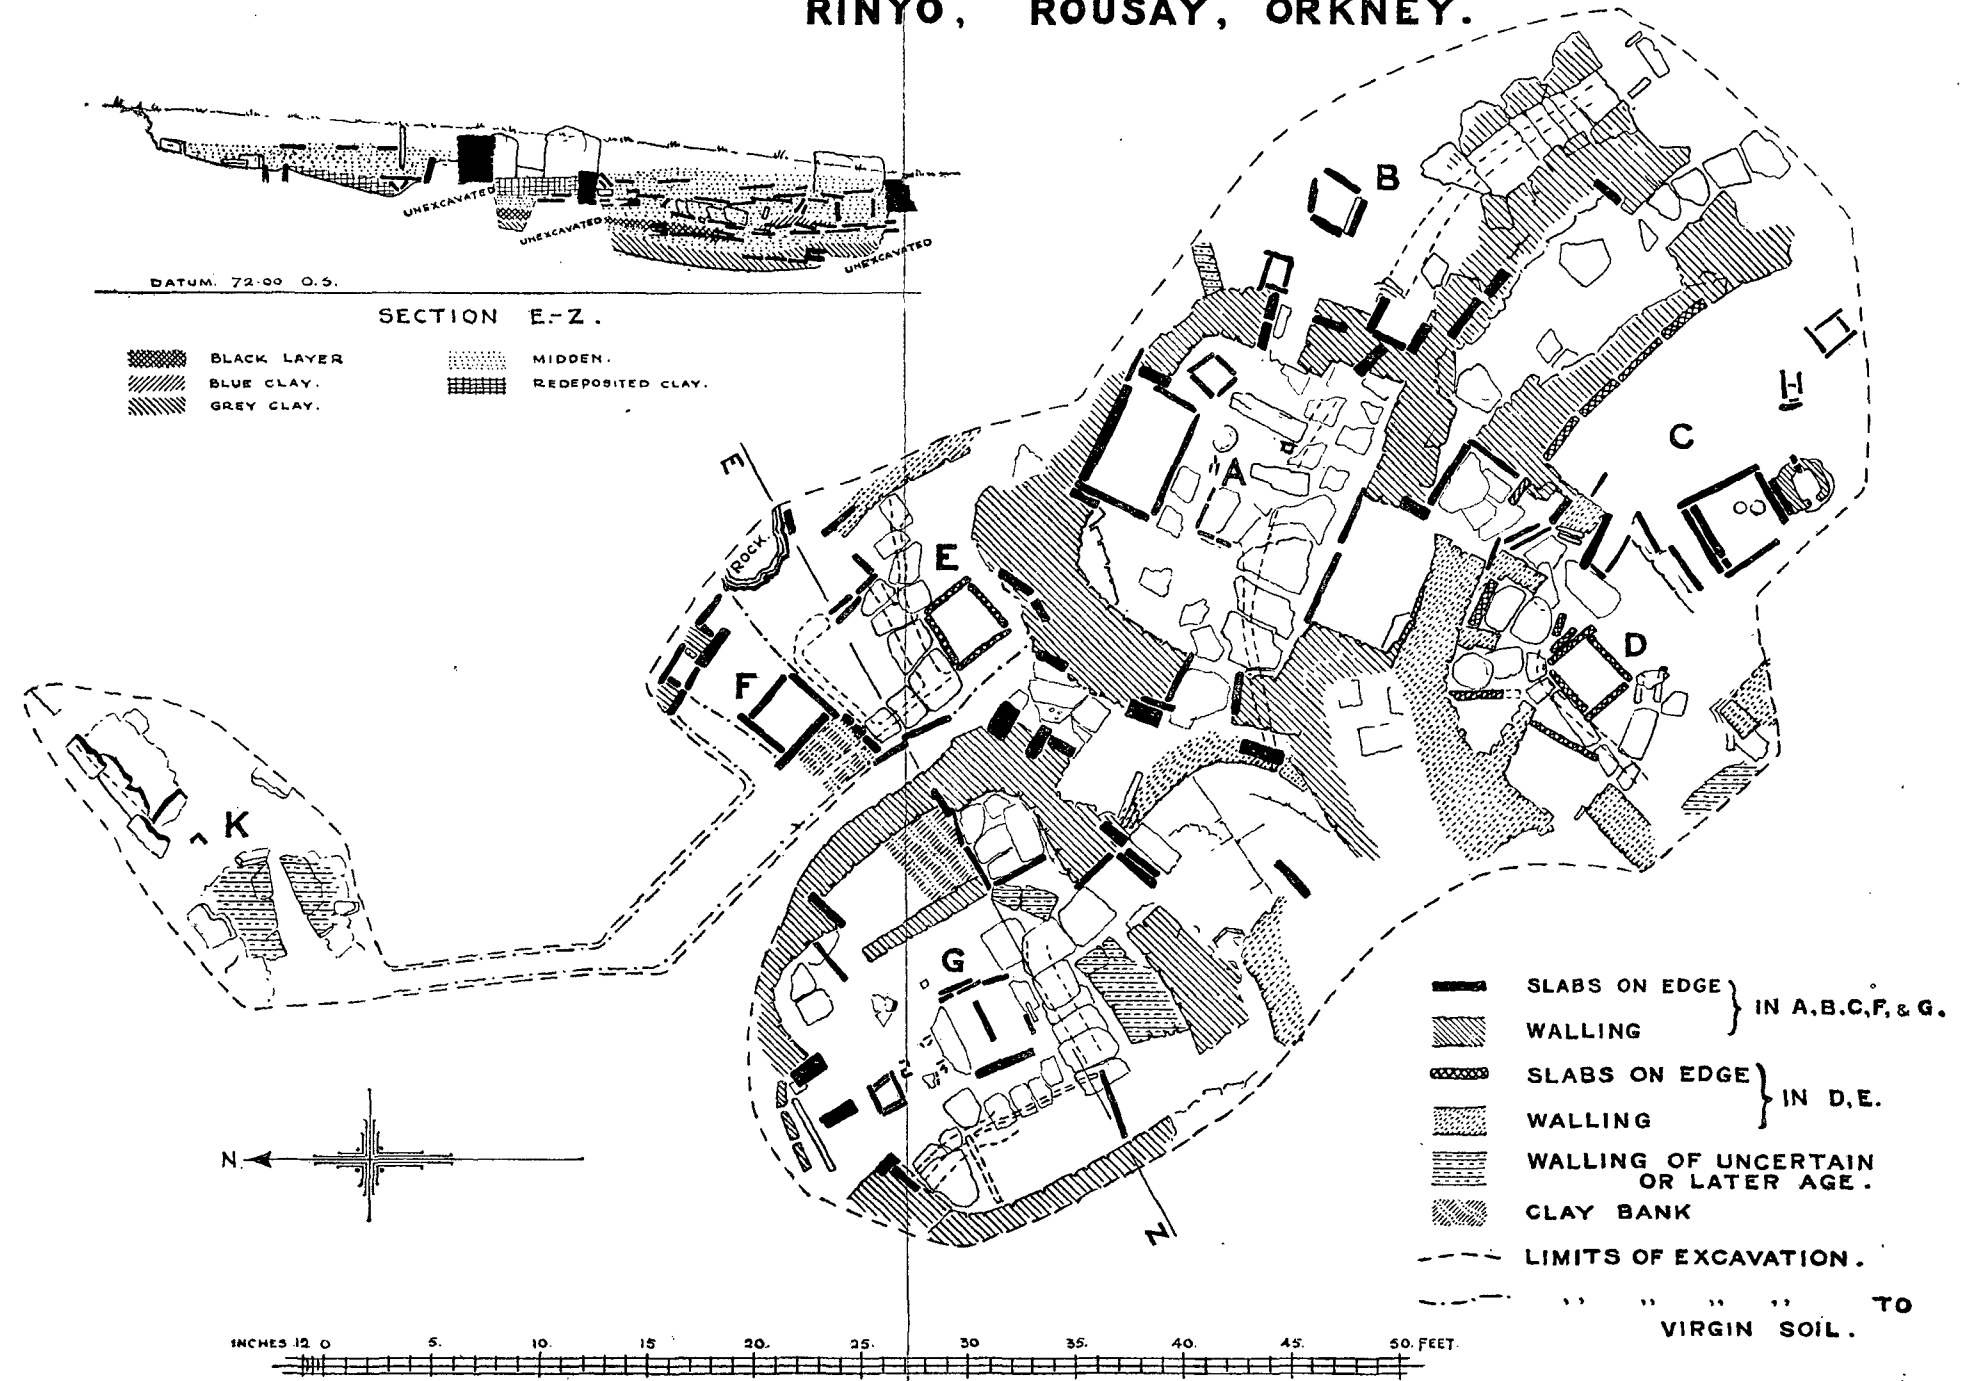 RINYO, ROUSAY, ORKNEY.
UNEXCAVATED
UNEXCAVATED
UNEXCAVATED
DATUM. 72·00 O.S.
SECTION E.-Z.
BLACK LAYER
BLUE CLAY.
GREY CLAY.
MIDDEN.
REDEPOSITED CLAY.
B
H
C
A
E
ROCK.
E
F
D
K
G
Z
N.
SLABS ON EDGE
WALLING
IN A,B.C,F, & G.
SLABS ON EDGE
WALLING
IN D,E.
WALLING OF UNCERTAIN
OR LATER AGE.
CLAY BANK
LIMITS OF EXCAVATION.
,, ,, ,, ,, TO
VIRGIN SOIL.
INCHES 12 0 5. 10. 15 20. 25. 30 35. 40. 45. 50. FEET.